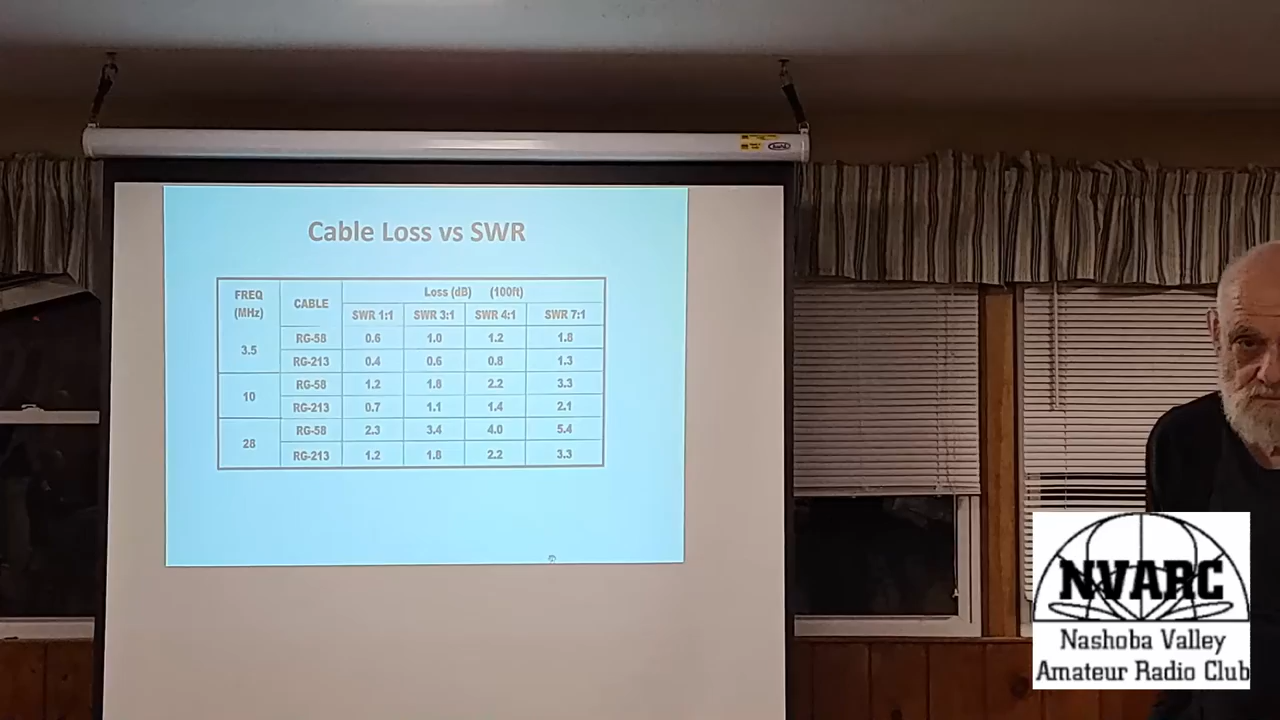 Cable Loss vs SWR
FREQ (MHz) CABLE Loss (dB) (100ft)
SWR 1:1 SWR 3:1 SWR 4:1 SWR 7:1
3.5 RG-58 0.6 1.0 1.2 1.8
RG-213 0.4 0.6 0.8 1.3
10 RG-58 1.2 1.8 2.2 3.3
RG-213 0.7 1.1 1.4 2.1
28 RG-58 2.3 3.4 4.0 5.4
RG-213 1.2 1.8 2.2 3.3
NVARC
Nashoba Valley
Amateur Radio Club